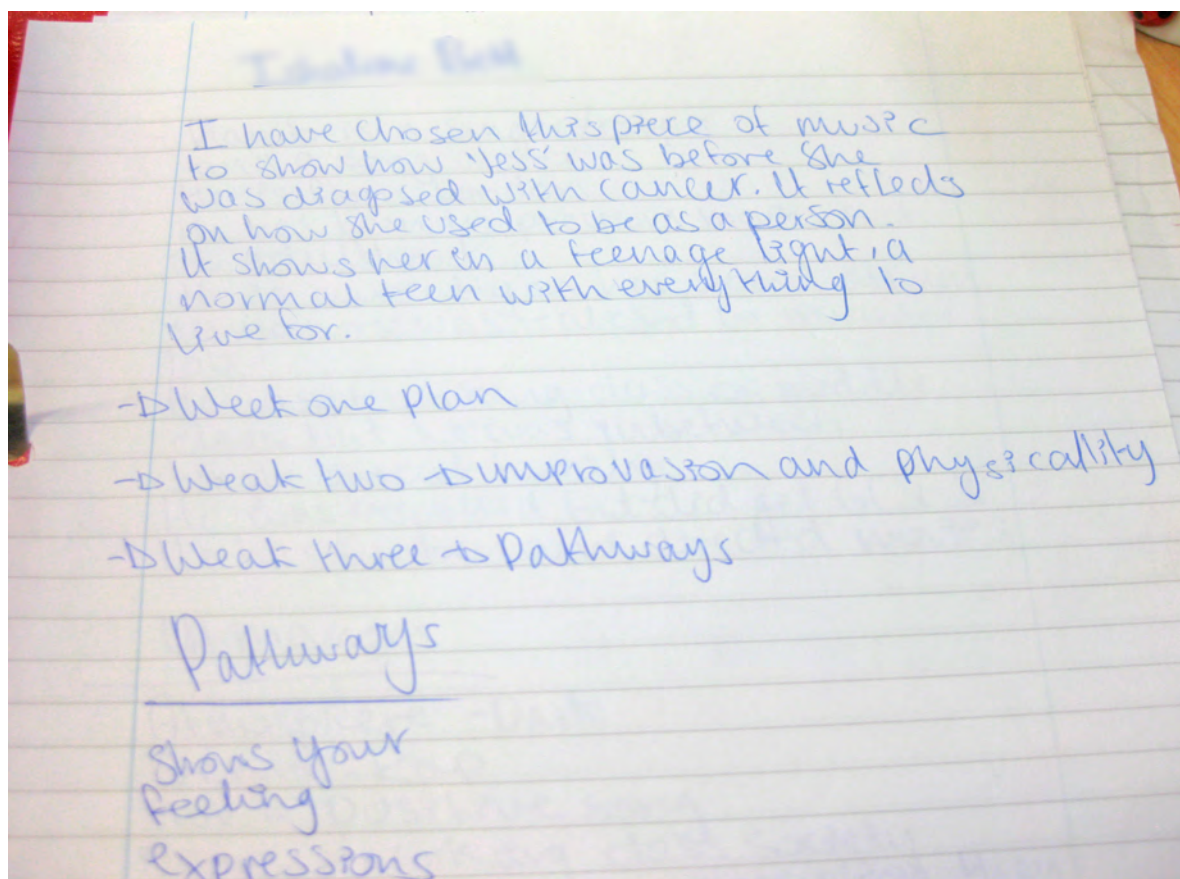 I have chosen this piece of music
to show how 'Jess' was before she
was diagosed with cancer. It reflects
on how she used to be as a person.
It shows her in a teenage light, a
normal teen with everything to
live for.
→ Week one plan
→ Weak two → improvasion and physicallity
→ Weak three → Pathways
Pathways
Shows your
feeling
expressions